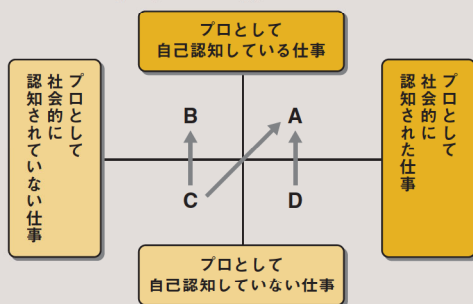 プロとして
自己認知している仕事
プロとして
社会的に
認知されていない仕事
B
A
C
D
プロとして
社会的に
認知された仕事
プロとして
自己認知していない仕事